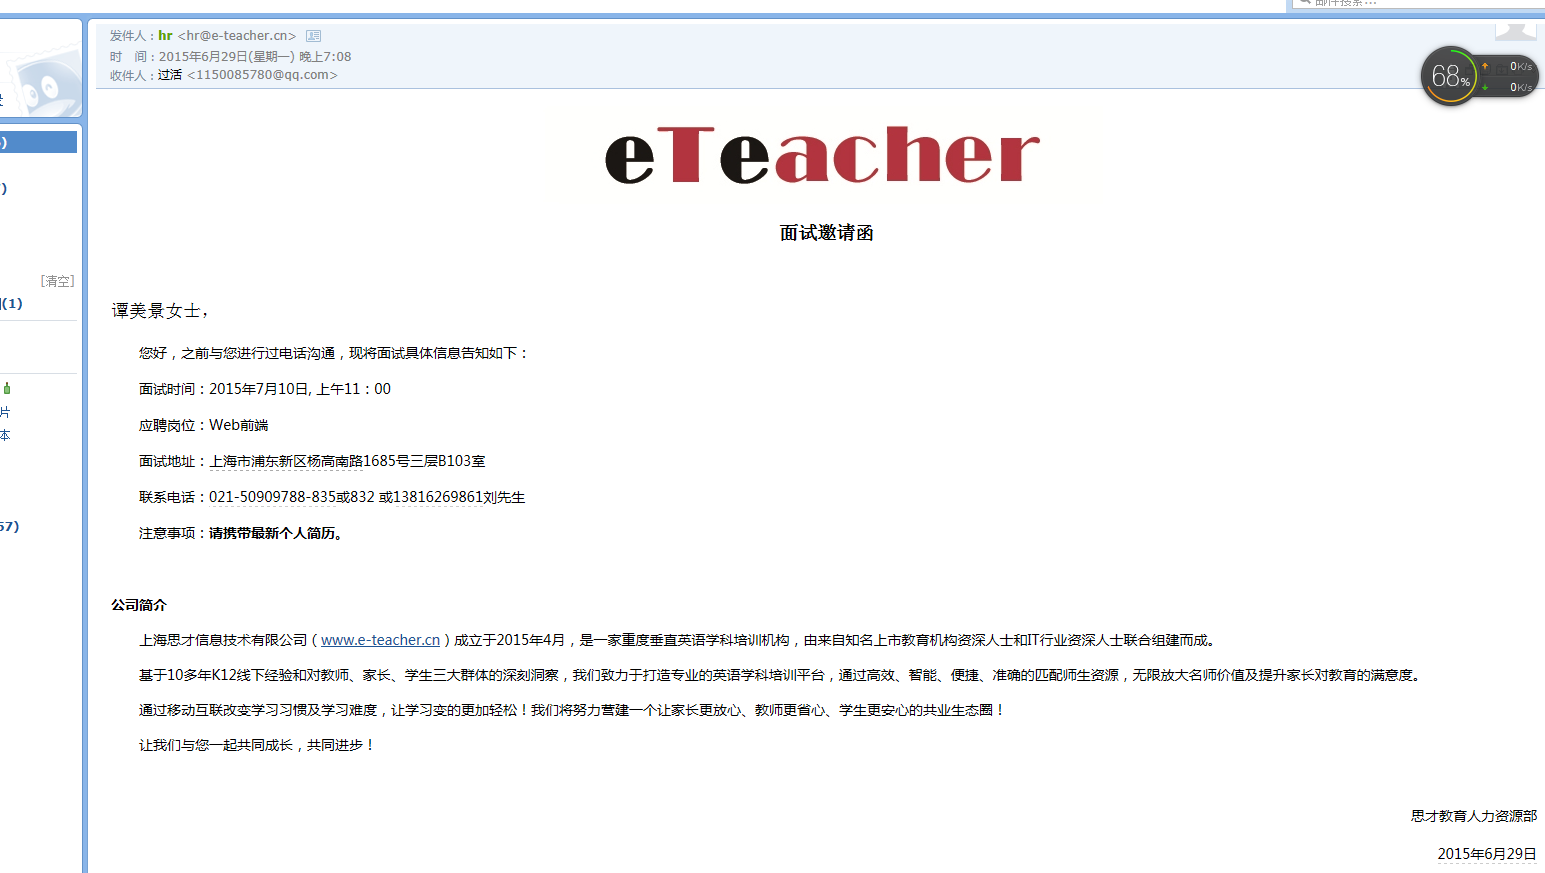 邮件搜索...
发件人：hr <hr@e-teacher.cn>
时 间：2015年6月29日(星期一) 晚上7:08
收件人：过活 <1150085780@qq.com>
68%
0K/s
0K/s
eTeacher
面试邀请函
[清空]
(1)
片
本
57)
谭美景女士，
您好，之前与您进行过电话沟通，现将面试具体信息告知如下：
面试时间：2015年7月10日, 上午11：00
应聘岗位：Web前端
面试地址：上海市浦东新区杨高南路1685号三层B103室
联系电话：021-50909788-835或832 或13816269861刘先生
注意事项：请携带最新个人简历。
公司简介
上海思才信息技术有限公司（www.e-teacher.cn）成立于2015年4月，是一家重度垂直英语学科培训机构，由来自知名上市教育机构资深人士和IT行业资深人士联合组建而成。
基于10多年K12线下经验和对教师、家长、学生三大群体的深刻洞察，我们致力于打造专业的英语学科培训平台，通过高效、智能、便捷、准确的匹配师生资源，无限放大名师价值及提升家长对教育的满意度。
通过移动互联改变学习习惯及学习难度，让学习变的更加轻松！我们将努力营建一个让家长更放心、教师更省心、学生更安心的共业生态圈！
让我们与您一起共同成长，共同进步！
思才教育人力资源部
2015年6月29日